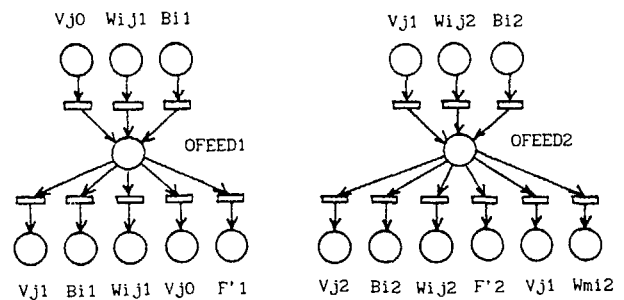 Vj0 Wij1 Bi1
Vj1 Wij2 Bi2
OFEED1
OFEED2
Vj1 Bi1 Wij1 Vj0 F'1
Vj2 Bi2 Wij2 F'2 Vj1 Wmi2